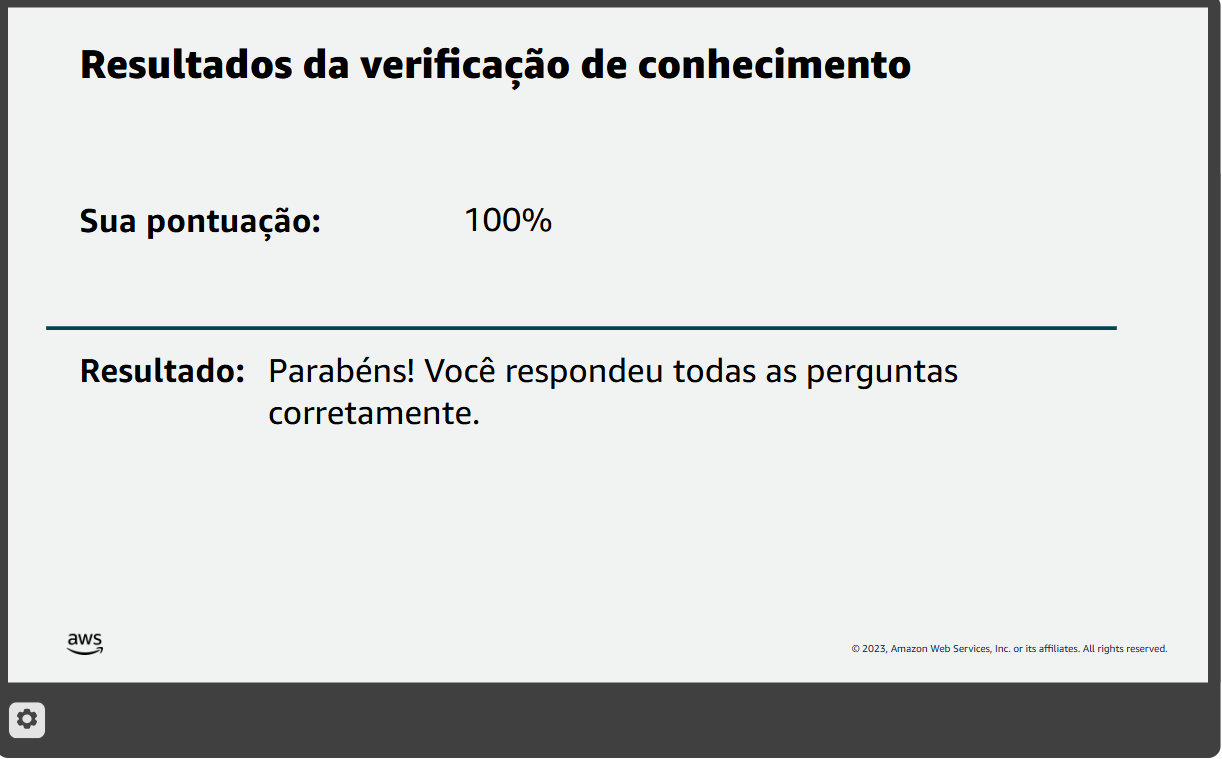 Resultados da verificação de conhecimento
Sua pontuação: 100%
Resultado: Parabéns! Você respondeu todas as perguntas
corretamente.
aws
© 2023, Amazon Web Services, Inc. or its affiliates. All rights reserved.